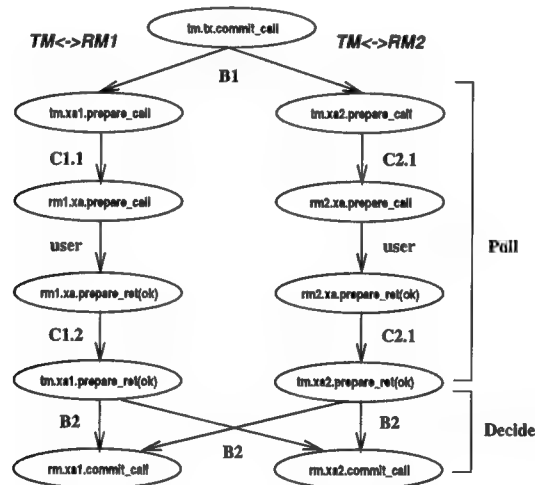 tm.tx.commit_call
TM<->RM1
TM<->RM2
B1
tm.xa1.prepare_call
tm.xa2.prepare_call
C1.1
C2.1
rm1.xa.prepare_call
rm2.xa.prepare_call
user
user
Poll
rm1.xa.prepare_ret(ok)
rm2.xa.prepare_ret(ok)
C1.2
C2.1
tm.xa1.prepare_ret(ok)
tm.xa2.prepare_ret(ok)
B2
B2
B2
Decide
rm.xa1.commit_call
rm.xa2.commit_call